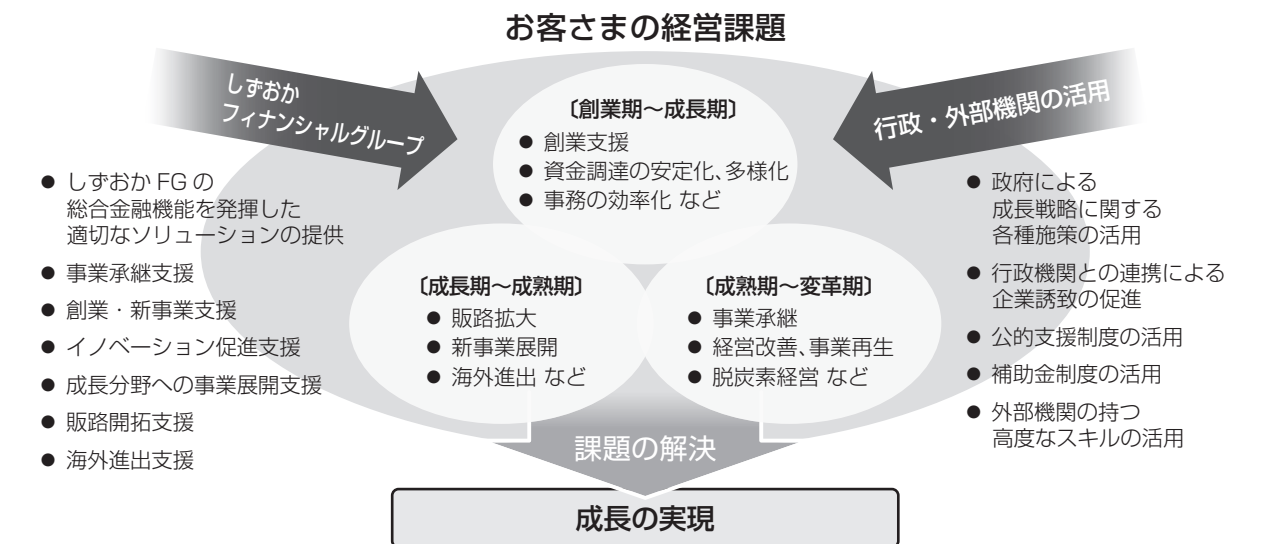 お客さまの経営課題
しずおか
フィナンシャルグループ
行政・外部機関の活用
〔創業期~成長期〕
● 創業支援
● 資金調達の安定化、多様化
● 事務の効率化 など
● しずおか FG の
総合金融機能を発揮した
適切なソリューションの提供
● 事業承継支援
● 創業・新事業支援
● イノベーション促進支援
● 成長分野への事業展開支援
● 販路開拓支援
● 海外進出支援
〔成長期~成熟期〕
● 販路拡大
● 新事業展開
● 海外進出 など
〔成熟期~変革期〕
● 事業承継
● 経営改善、事業再生
● 脱炭素経営 など
● 政府による
成長戦略に関する
各種施策の活用
● 行政機関との連携による
企業誘致の促進
● 公的支援制度の活用
● 補助金制度の活用
● 外部機関の持つ
高度なスキルの活用
課題の解決
成長の実現